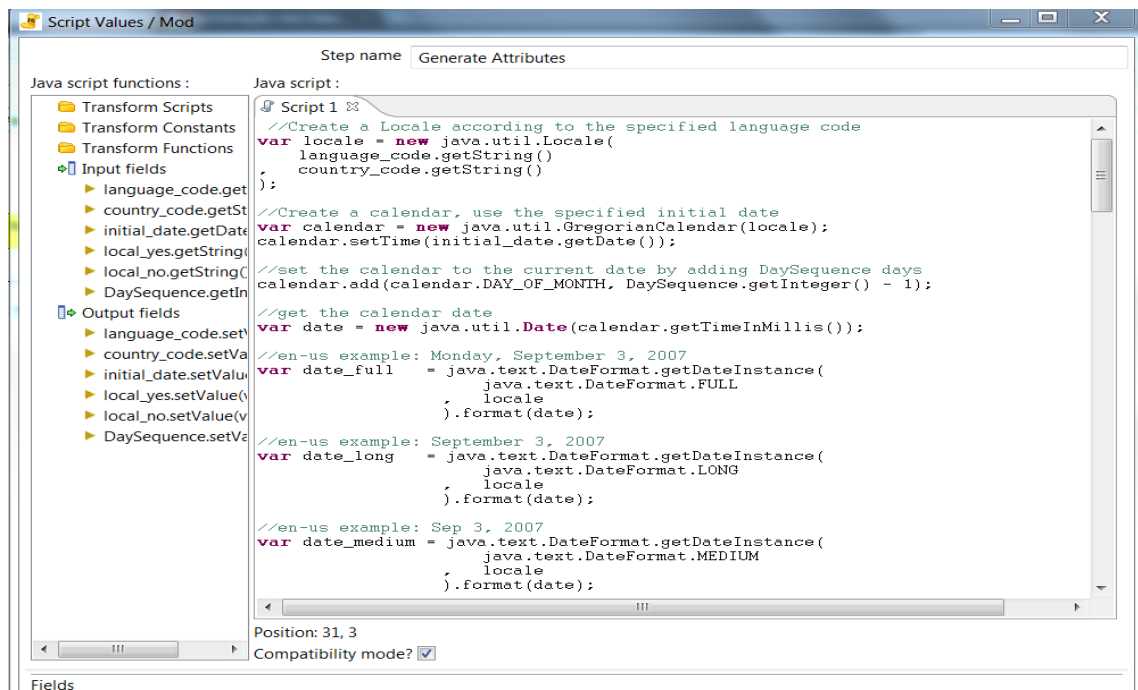 Script Values / Mod
Step name Generate Attributes
Java script functions :
Java script :
Transform Scripts
Transform Constants
Transform Functions
Input fields
language_code.get
country_code.getSt
initial_date.getDate
local_yes.getString(
local_no.getString(
DaySequence.getIn
Output fields
language_code.set
country_code.setVa
initial_date.setValu
local_yes.setValue(v
local_no.setValue(v
DaySequence.setVa
Script 1
//Create a Locale according to the specified language code
var locale = new java.util.Locale(
    language_code.getString()
,   country_code.getString()
);
//Create a calendar, use the specified initial date
var calendar = new java.util.GregorianCalendar(locale);
calendar.setTime(initial_date.getDate());
//set the calendar to the current date by adding DaySequence days
calendar.add(calendar.DAY_OF_MONTH, DaySequence.getInteger() - 1);
//get the calendar date
var date = new java.util.Date(calendar.getTimeInMillis());
//en-us example: Monday, September 3, 2007
var date_full   = java.text.DateFormat.getDateInstance(
                        java.text.DateFormat.FULL
                    ,   locale
                    ).format(date);
//en-us example: September 3, 2007
var date_long   = java.text.DateFormat.getDateInstance(
                        java.text.DateFormat.LONG
                    ,   locale
                    ).format(date);
//en-us example: Sep 3, 2007
var date_medium = java.text.DateFormat.getDateInstance(
                        java.text.DateFormat.MEDIUM
                    ,   locale
                    ).format(date);
Position: 31, 3
Compatibility mode?
Fields